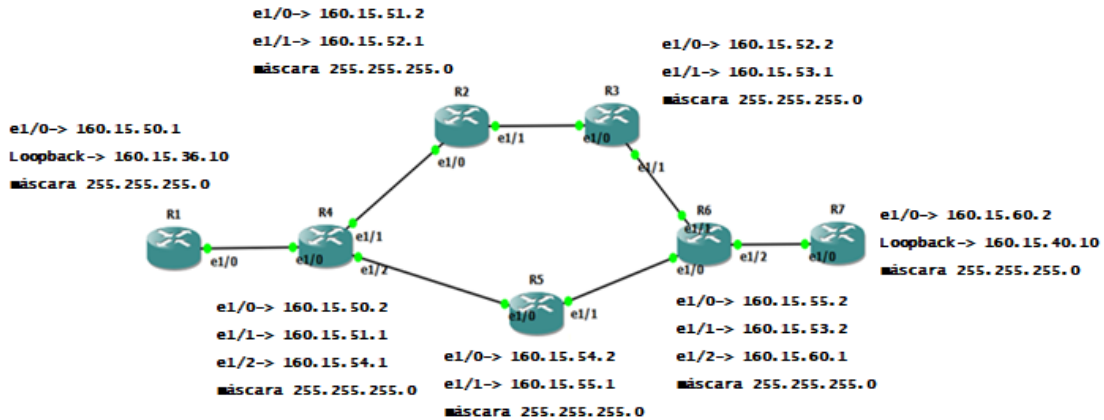 e1/0-> 160.15.51.2
e1/1-> 160.15.52.1
máscara 255.255.255.0
e1/0-> 160.15.52.2
e1/1-> 160.15.53.1
máscara 255.255.255.0
R2
R3
e1/1
e1/0
e1/0
e1/1
e1/0-> 160.15.50.1
Loopback-> 160.15.36.10
máscara 255.255.255.0
R1
R4
e1/0
e1/0
e1/1
e1/2
R6
R7
e1/1
e1/0
e1/2
e1/0
e1/0-> 160.15.60.2
Loopback-> 160.15.40.10
máscara 255.255.255.0
R5
e1/0
e1/1
e1/0-> 160.15.50.2
e1/1-> 160.15.51.1
e1/2-> 160.15.54.1
máscara 255.255.255.0
e1/0-> 160.15.54.2
e1/1-> 160.15.55.1
máscara 255.255.255.0
e1/0-> 160.15.55.2
e1/1-> 160.15.53.2
e1/2-> 160.15.60.1
máscara 255.255.255.0